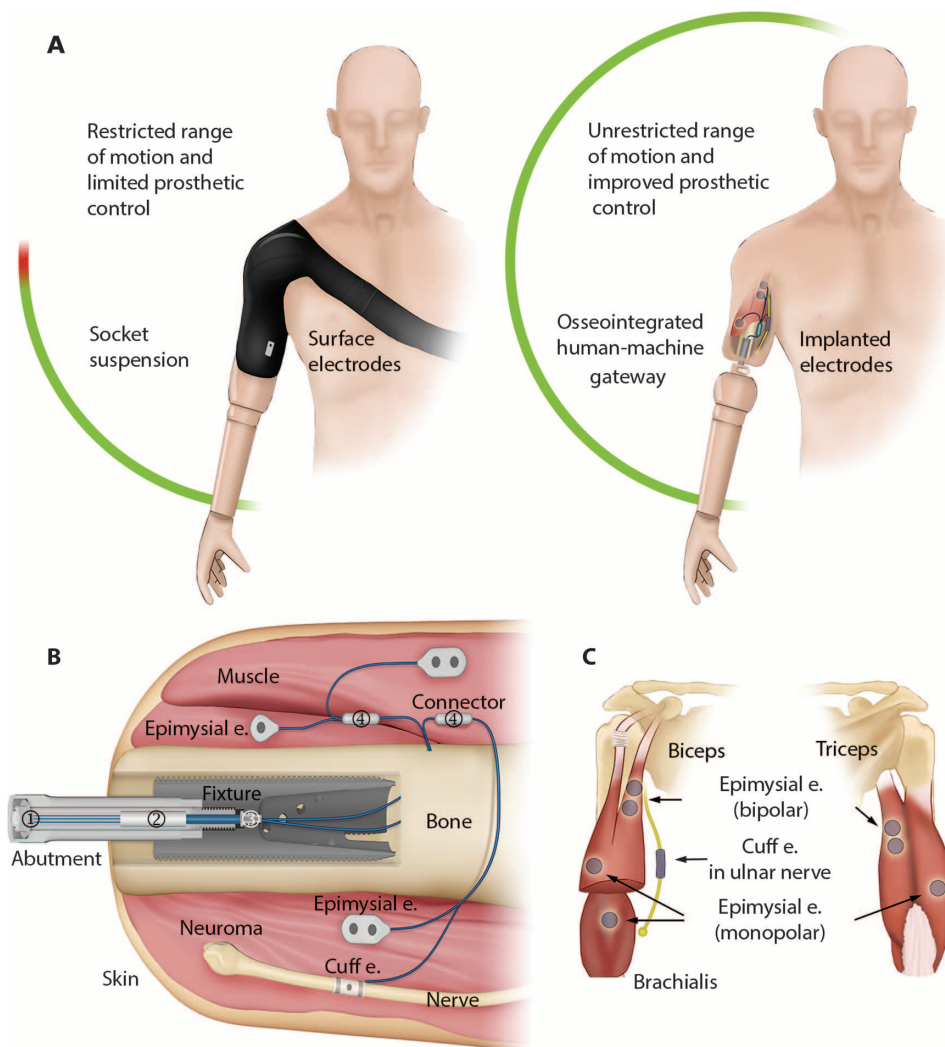 A
Restricted range
of motion and
limited prosthetic
control
Socket
suspension
Surface
electrodes
Unrestricted range
of motion and
improved prosthetic
control
Osseointegrated
human-machine
gateway
Implanted
electrodes
B
Muscle
Connector
④
④
Epimysial e.
Fixture
①
②
③
Bone
Abutment
Epimysial e.
Neuroma
Cuff e.
Skin
Nerve
C
Biceps
Triceps
Epimysial e.
(bipolar)
Cuff e.
in ulnar nerve
Epimysial e.
(monopolar)
Brachialis